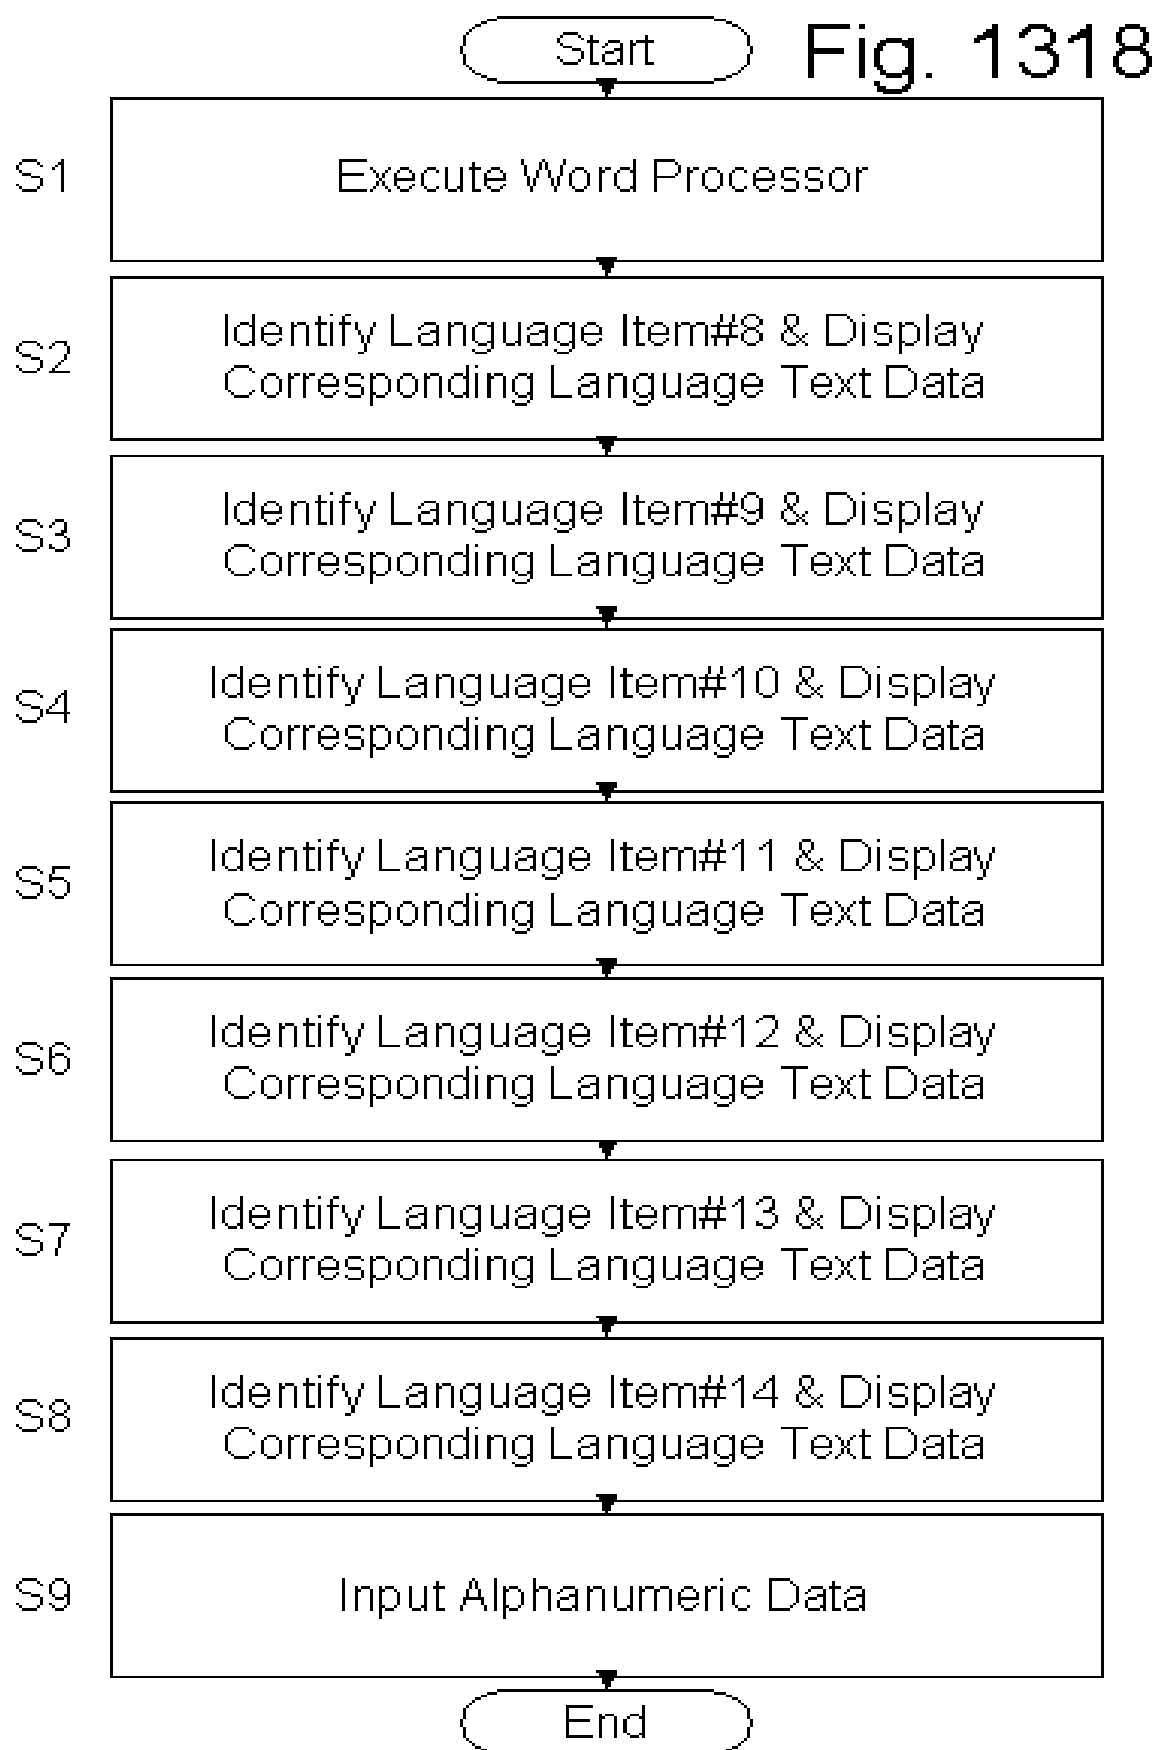 Start
Fig. 1318
S1
Execute Word Processor
S2
Identify Language Item#8 & Display
Corresponding Language Text Data
S3
Identify Language Item#9 & Display
Corresponding Language Text Data
S4
Identify Language Item#10 & Display
Corresponding Language Text Data
S5
Identify Language Item#11 & Display
Corresponding Language Text Data
S6
Identify Language Item#12 & Display
Corresponding Language Text Data
S7
Identify Language Item#13 & Display
Corresponding Language Text Data
S8
Identify Language Item#14 & Display
Corresponding Language Text Data
S9
Input Alphanumeric Data
End